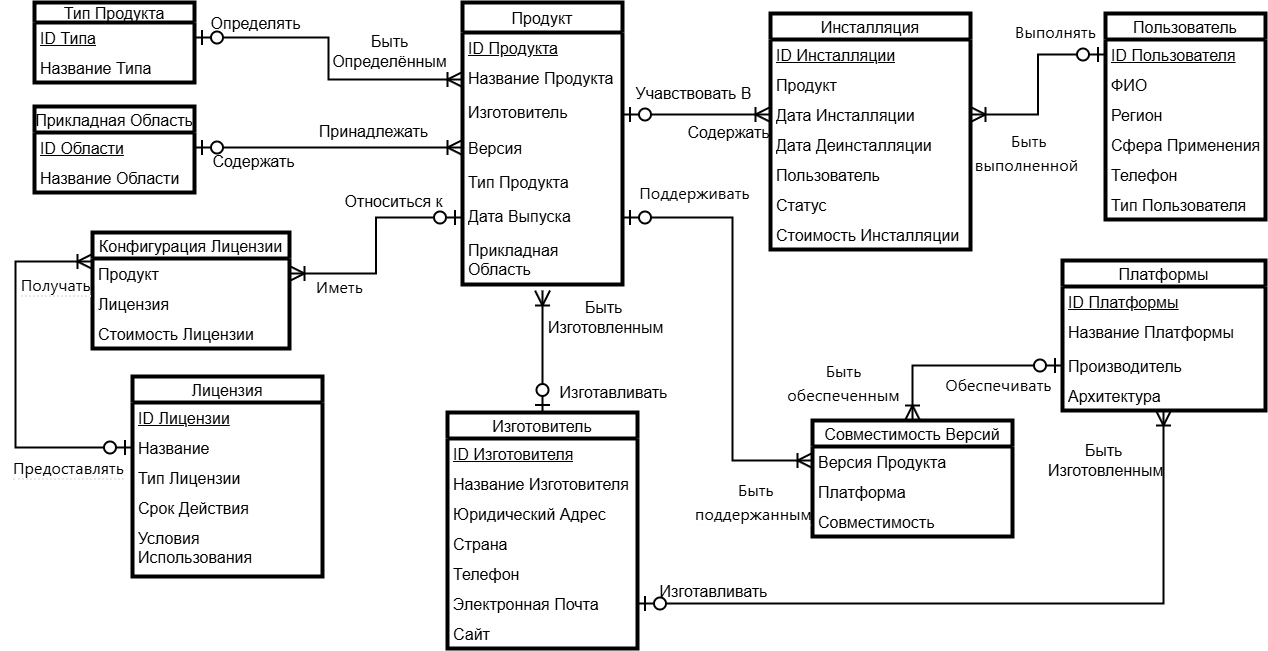 Тип Продукта
ID Типа
Название Типа
Определять
Быть
Определённым
Прикладная Область
ID Области
Название Области
Принадлежать
Содержать
Продукт
ID Продукта
Название Продукта
Изготовитель
Версия
Тип Продукта
Дата Выпуска
Прикладная
Область
Учавствовать В
Содержать
Инсталляция
ID Инсталляции
Продукт
Дата Инсталляции
Дата Деинсталляции
Пользователь
Статус
Стоимость Инсталляции
Выполнять
Быть
выполненной
Пользователь
ID Пользователя
ФИО
Регион
Сфера Применения
Телефон
Тип Пользователя
Относиться к
Иметь
Конфигурация Лицензии
Продукт
Лицензия
Стоимость Лицензии
Получать
Предоставлять
Лицензия
ID Лицензии
Название
Тип Лицензии
Срок Действия
Условия
Использования
Быть
Изготовленным
Изготавливать
Изготовитель
ID Изготовителя
Название Изготовителя
Юридический Адрес
Страна
Телефон
Электронная Почта
Сайт
Поддерживать
Быть
поддержанным
Быть
обеспеченным
Обеспечивать
Совместимость Версий
Версия Продукта
Платформа
Совместимость
Платформы
ID Платформы
Название Платформы
Производитель
Архитектура
Быть
Изготовленным
Изготавливать